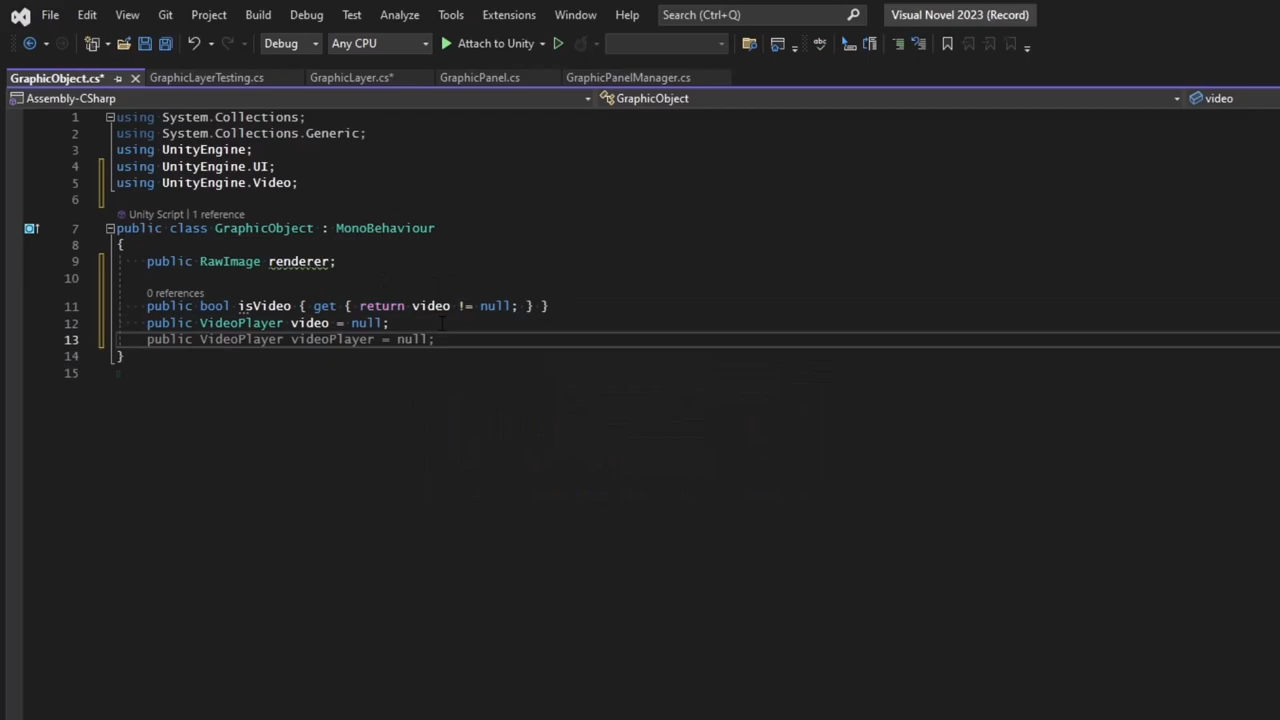 File Edit View Git Project Build Debug Test Analyze Tools Extensions Window Help Search (Ctrl+Q) Visual Novel 2023 (Record)
Debug Any CPU Attach to Unity
GraphicObject.cs* GraphicLayerTesting.cs GraphicLayer.cs* GraphicPanel.cs GraphicPanelManager.cs
Assembly-CSharp GraphicObject video
1 using System.Collections;
2 using System.Collections.Generic;
3 using UnityEngine;
4 using UnityEngine.UI;
5 using UnityEngine.Video;
6
Unity Script | 1 reference
7 public class GraphicObject : MonoBehaviour
8 {
9 public RawImage renderer;
10
0 references
11 public bool isVideo { get { return video != null; } }
12 public VideoPlayer video = null;
13 public VideoPlayer videoPlayer = null;
14 }
15